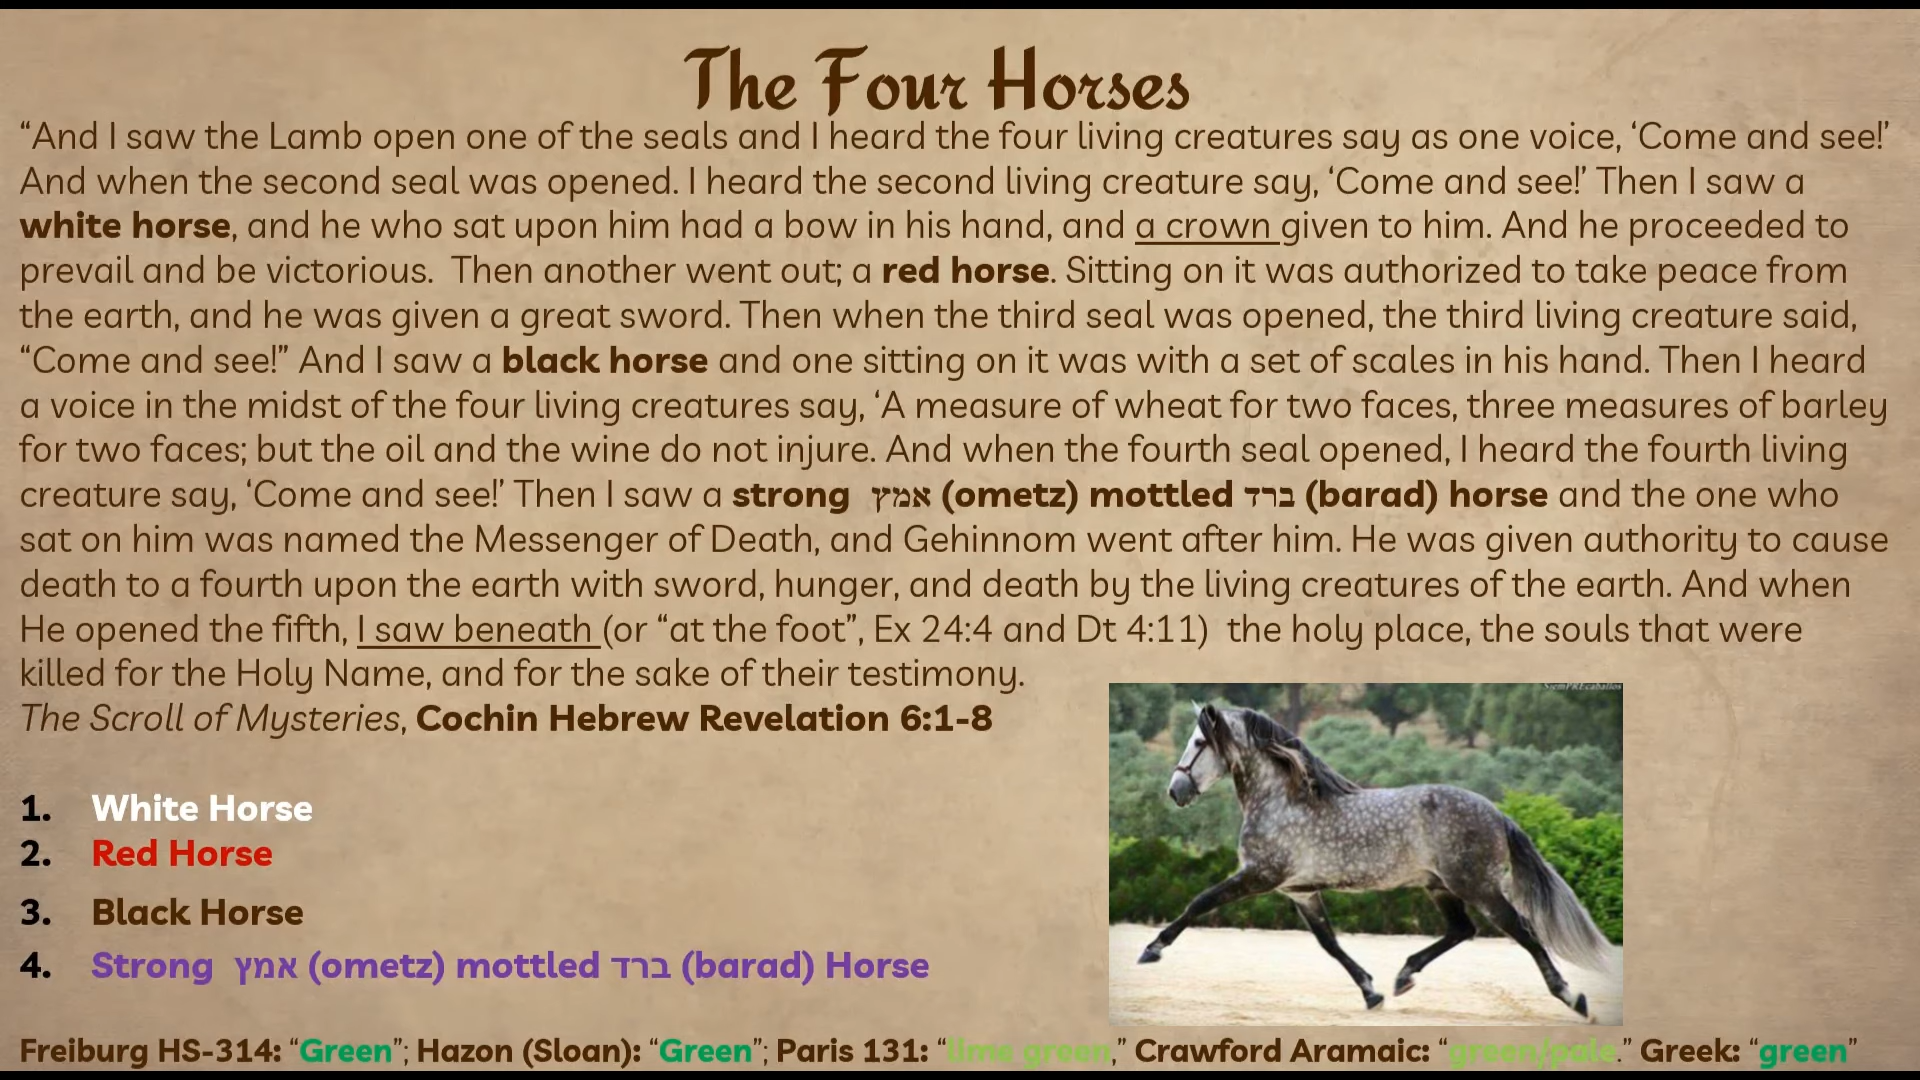 The Four Horses
“And I saw the Lamb open one of the seals and I heard the four living creatures say as one voice, ‘Come and see!’
And when the second seal was opened. I heard the second living creature say, ‘Come and see!’ Then I saw a
white horse, and he who sat upon him had a bow in his hand, and a crown given to him. And he proceeded to
prevail and be victorious.  Then another went out; a red horse. Sitting on it was authorized to take peace from
the earth, and he was given a great sword. Then when the third seal was opened, the third living creature said,
“Come and see!” And I saw a black horse and one sitting on it was with a set of scales in his hand. Then I heard
a voice in the midst of the four living creatures say, ‘A measure of wheat for two faces, three measures of barley
for two faces; but the oil and the wine do not injure. And when the fourth seal opened, I heard the fourth living
creature say, ‘Come and see!’ Then I saw a strong אמץ (ometz) mottled ברד (barad) horse and the one who
sat on him was named the Messenger of Death, and Gehinnom went after him. He was given authority to cause
death to a fourth upon the earth with sword, hunger, and death by the living creatures of the earth. And when
He opened the fifth, I saw beneath (or “at the foot”, Ex 24:4 and Dt 4:11)  the holy place, the souls that were
killed for the Holy Name, and for the sake of their testimony.
The Scroll of Mysteries, Cochin Hebrew Revelation 6:1-8
SiemPREcaballos
1. White Horse
2. Red Horse
3. Black Horse
4. Strong אמץ (ometz) mottled ברד (barad) Horse
Freiburg HS-314: “Green”; Hazon (Sloan): “Green”; Paris 131: “lime green,” Crawford Aramaic: “green/pale.” Greek: “green”